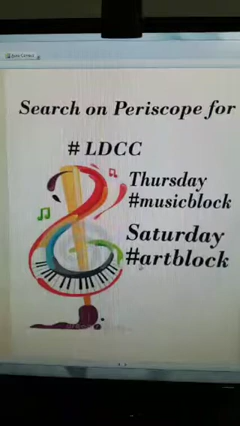 Search on Periscope for
# LDCC
Thursday
#musicblock
Saturday
#artblock